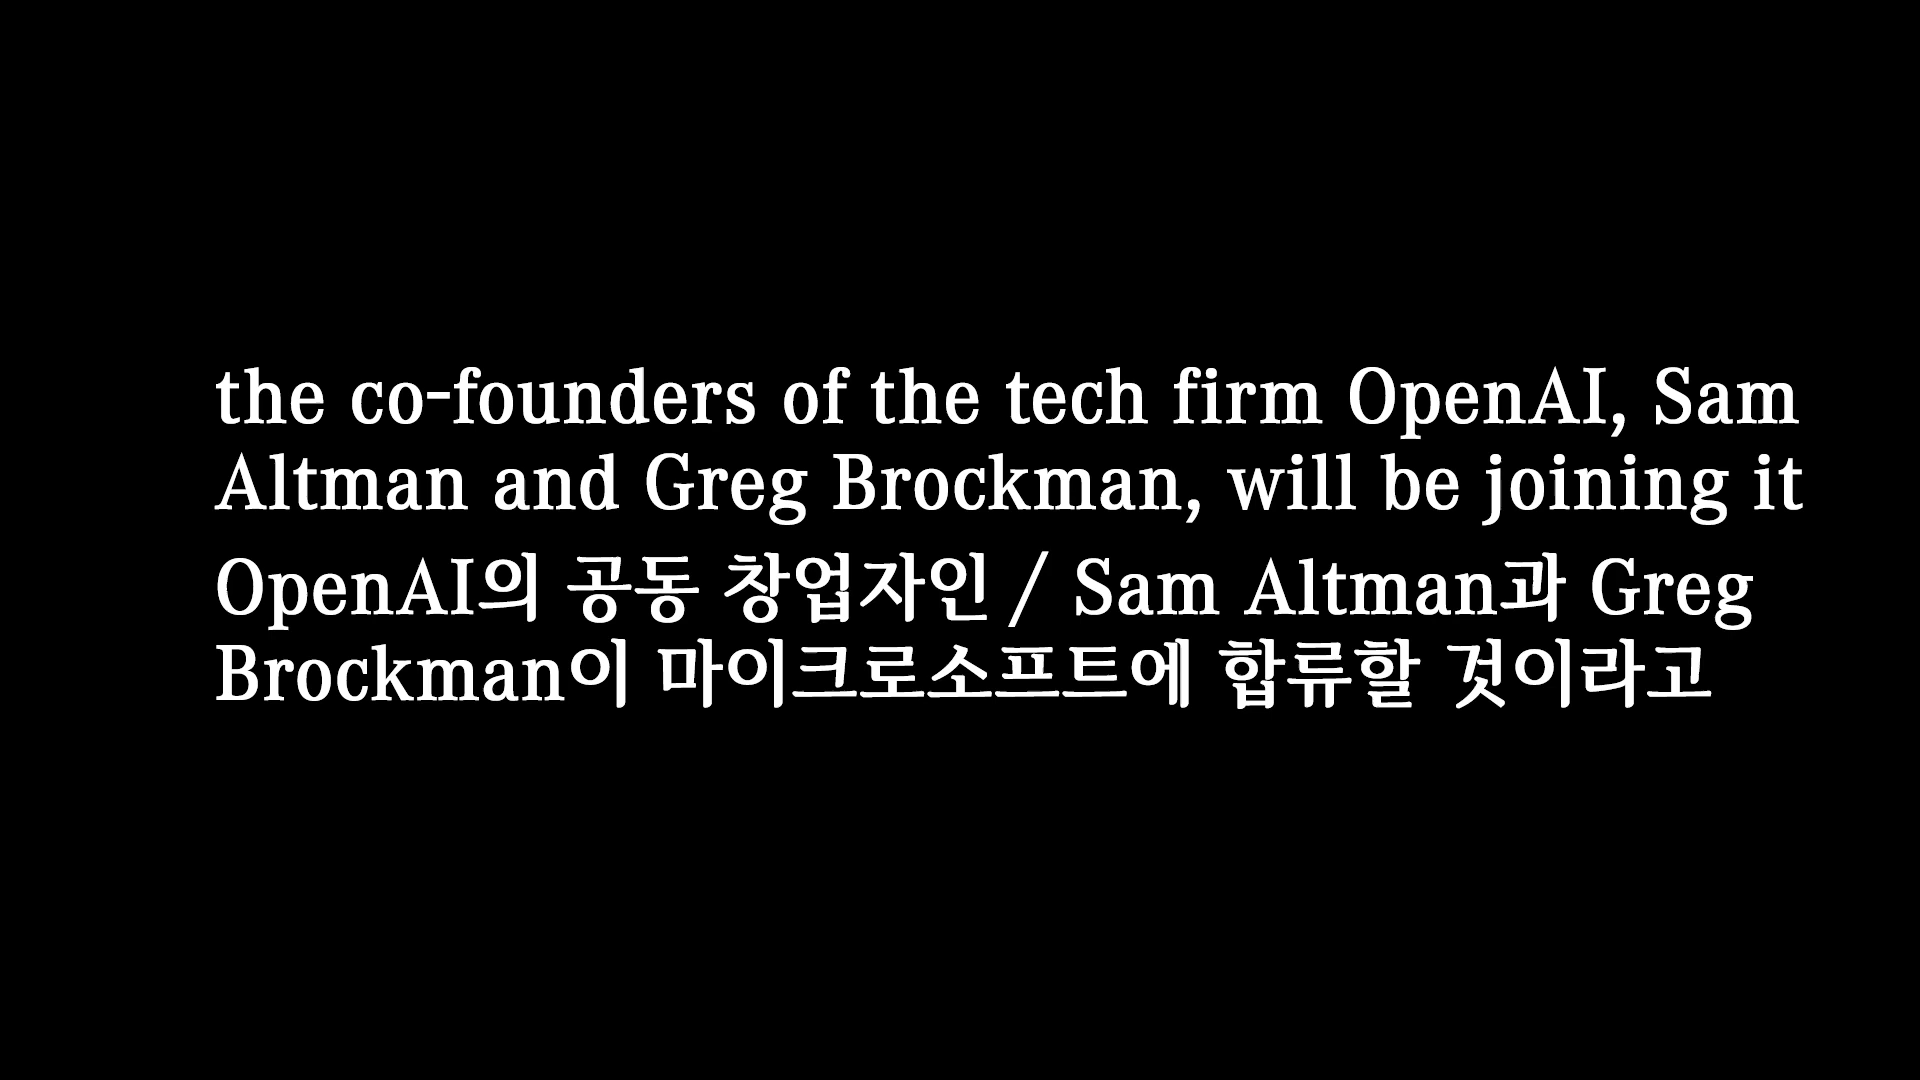 the co-founders of the tech firm OpenAI, Sam
Altman and Greg Brockman, will be joining it
OpenAI의 공동 창업자인 / Sam Altman과 Greg
Brockman이 마이크로소프트에 합류할 것이라고